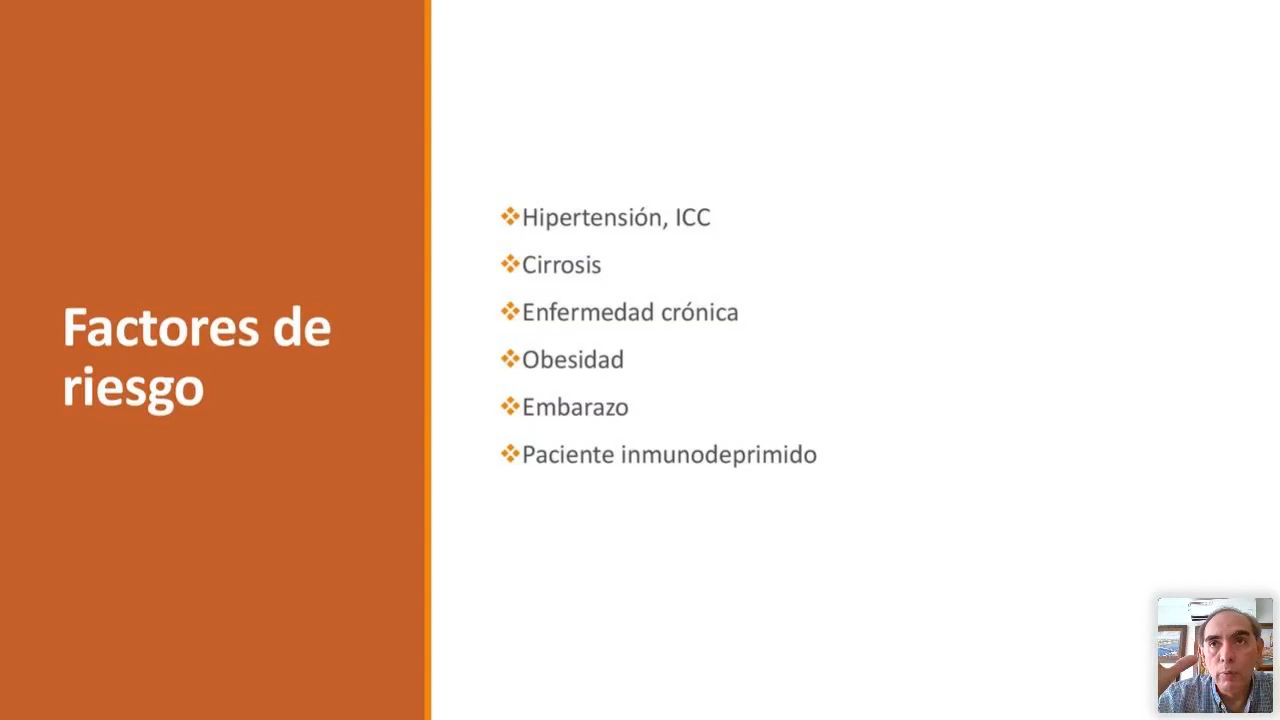 Factores de
riesgo
Hipertensión, ICC
Cirrosis
Enfermedad crónica
Obesidad
Embarazo
Paciente inmunodeprimido